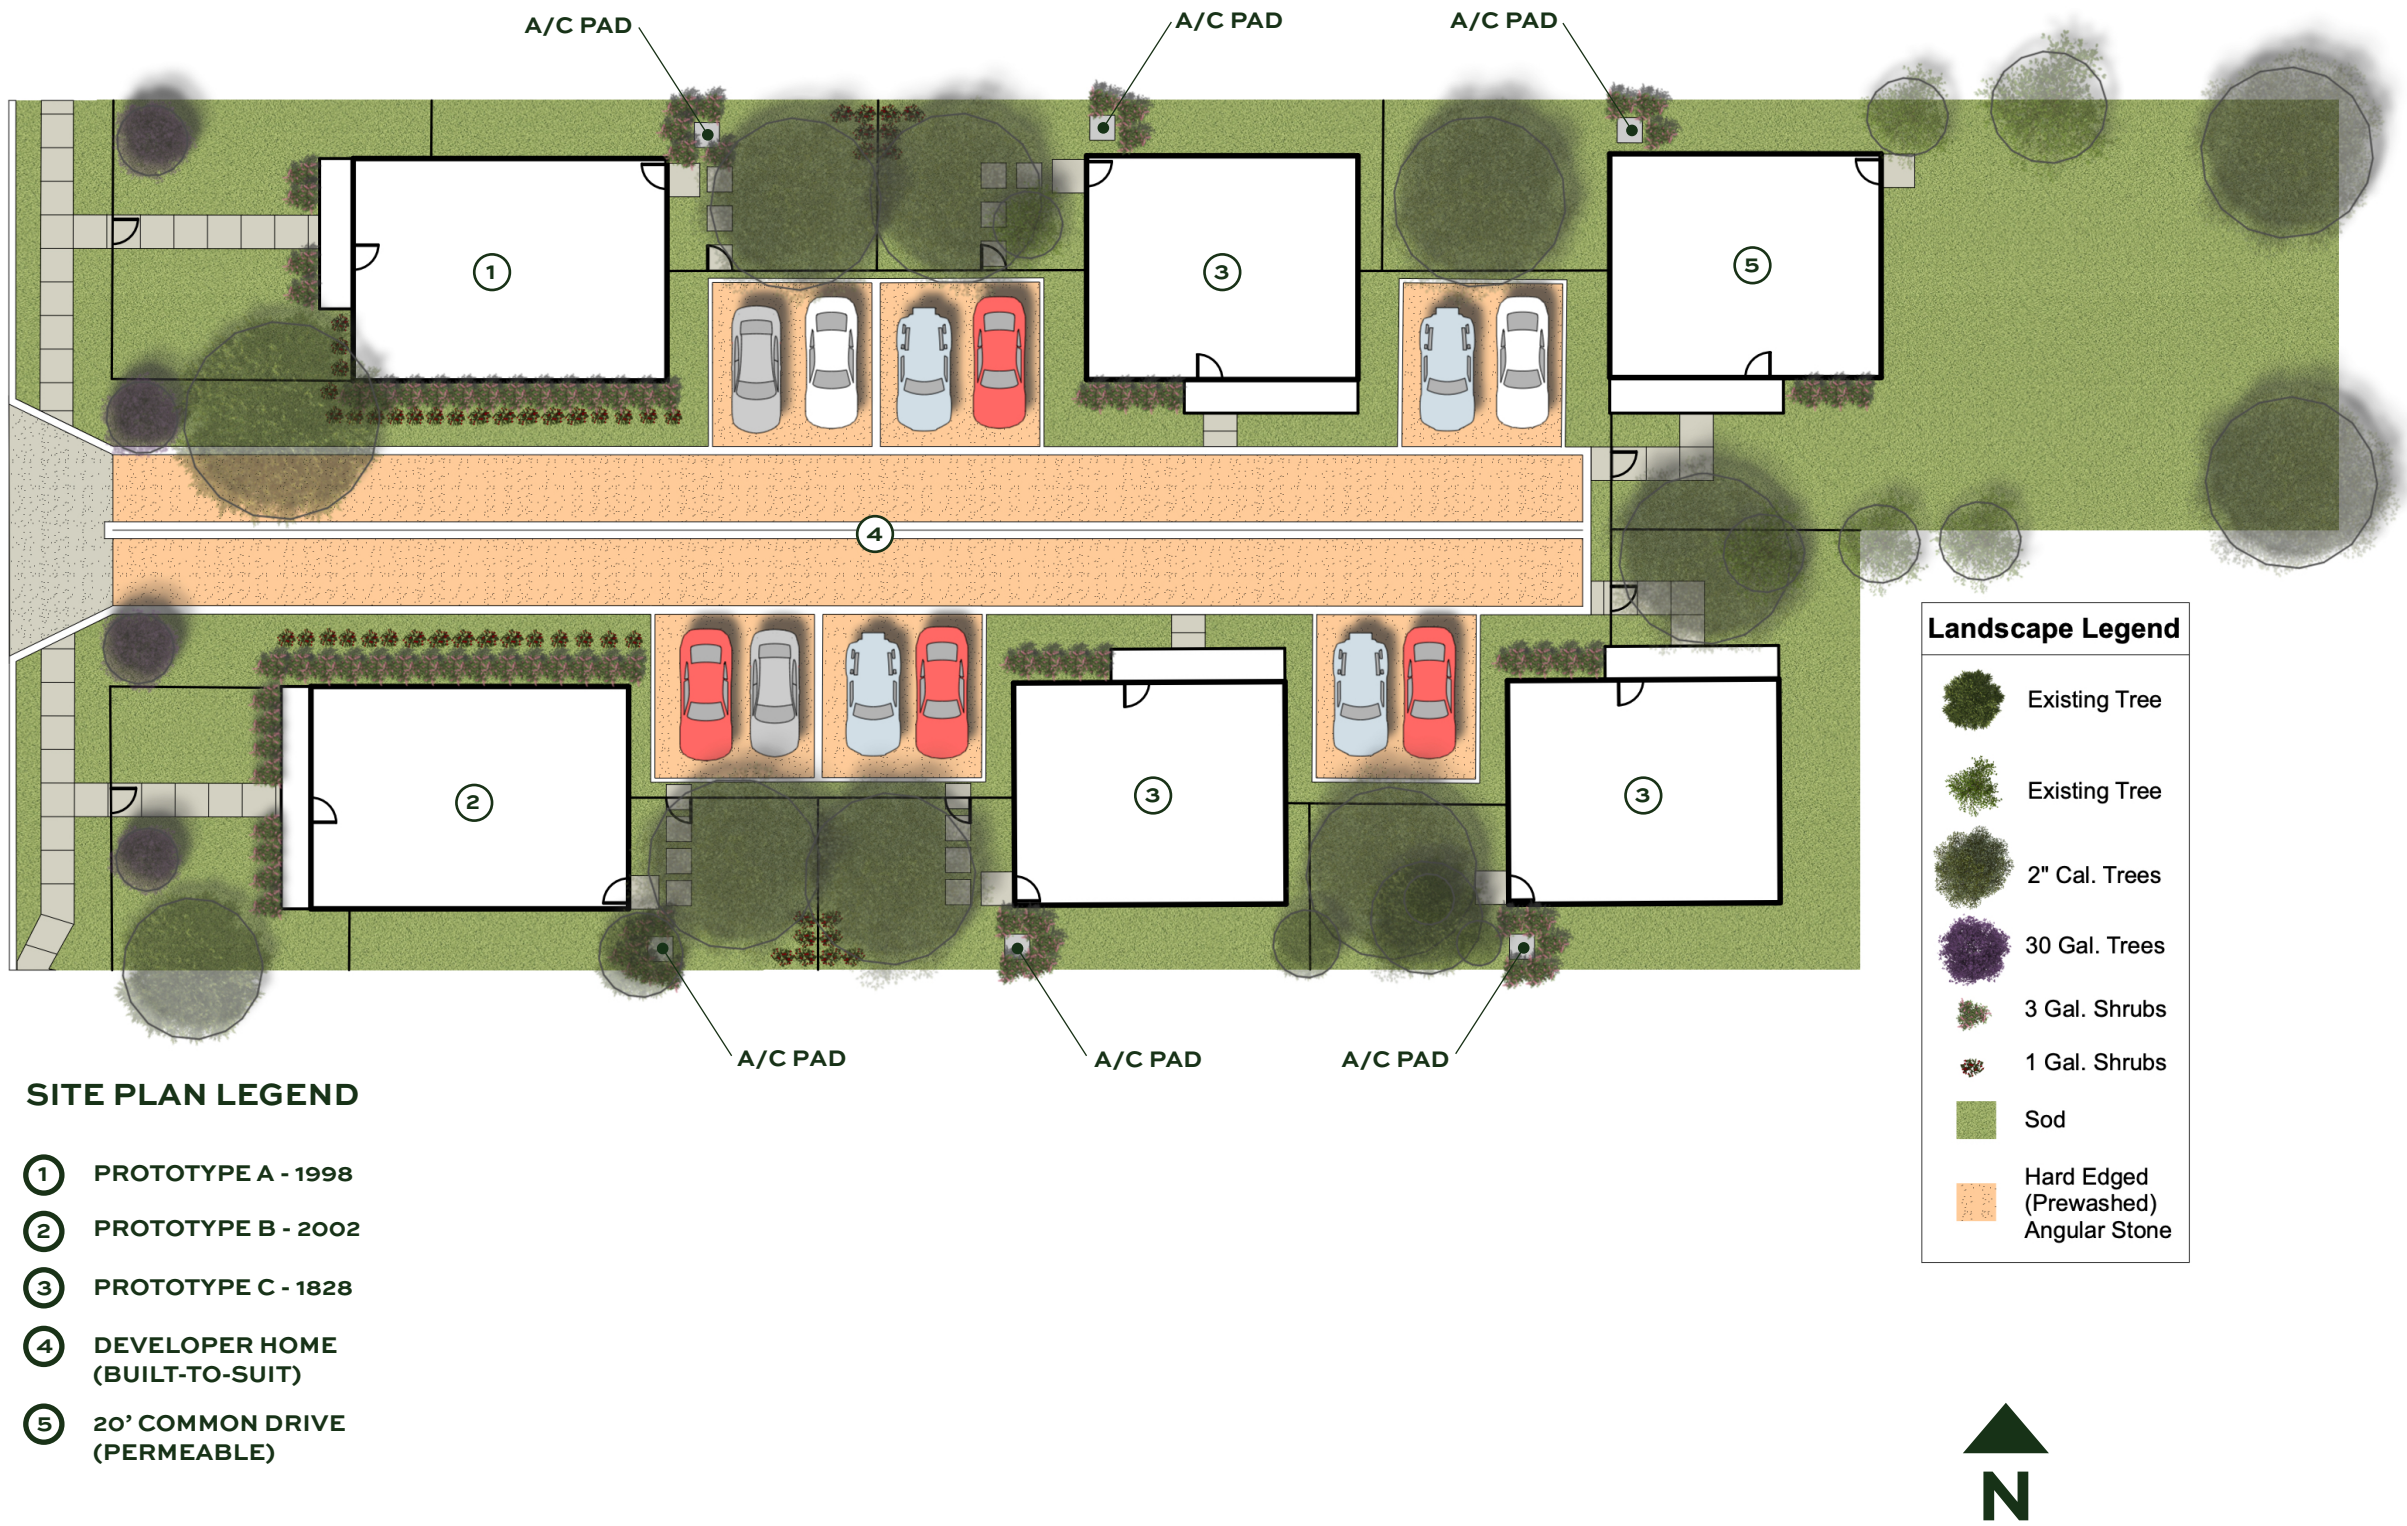 A/C PAD
A/C PAD
A/C PAD
1
3
5
4
2
3
3
A/C PAD
A/C PAD
A/C PAD
Landscape Legend
Existing Tree
Existing Tree
2" Cal. Trees
30 Gal. Trees
3 Gal. Shrubs
1 Gal. Shrubs
Sod
Hard Edged
(Prewashed)
Angular Stone
SITE PLAN LEGEND
1 PROTOTYPE A - 1998
2 PROTOTYPE B - 2002
3 PROTOTYPE C - 1828
4 DEVELOPER HOME
(BUILT-TO-SUIT)
5 20’ COMMON DRIVE
(PERMEABLE)
N